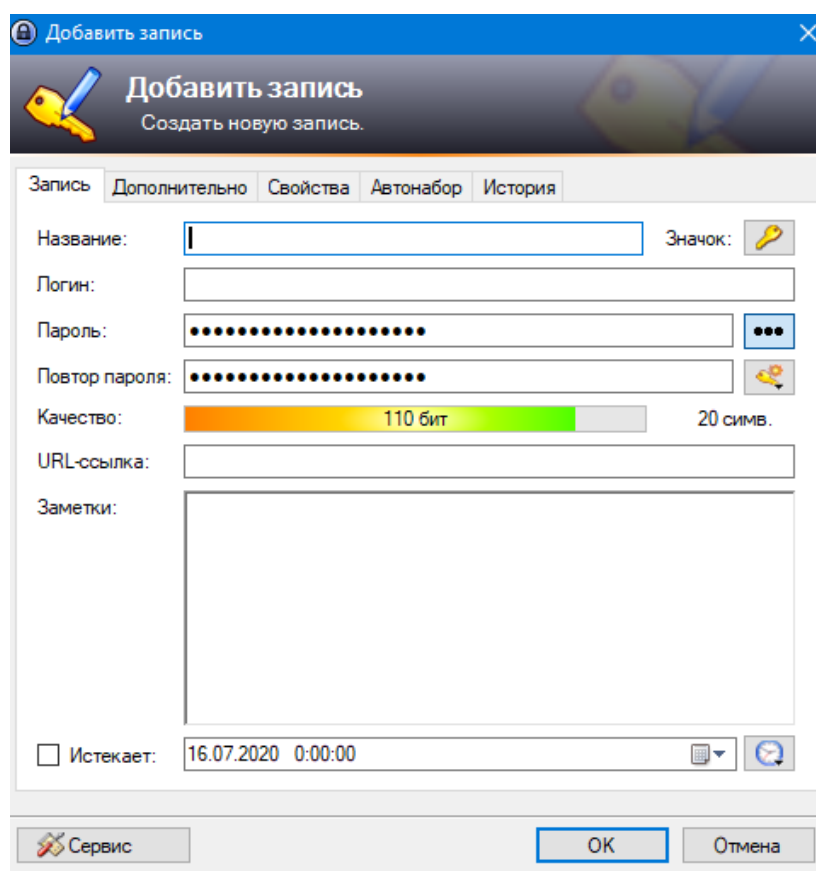 Добавить запись
Добавить запись
Создать новую запись.
Запись Дополнительно Свойства Автонабор История
Название: Значок:
Логин:
Пароль: ●●●●●●●●●●●●●●●●●●●● ●●●
Повтор пароля: ●●●●●●●●●●●●●●●●●●●●
Качество: 110 бит 20 симв.
URL-ссылка:
Заметки:
Истекает: 16.07.2020 0:00:00
Сервис OK Отмена